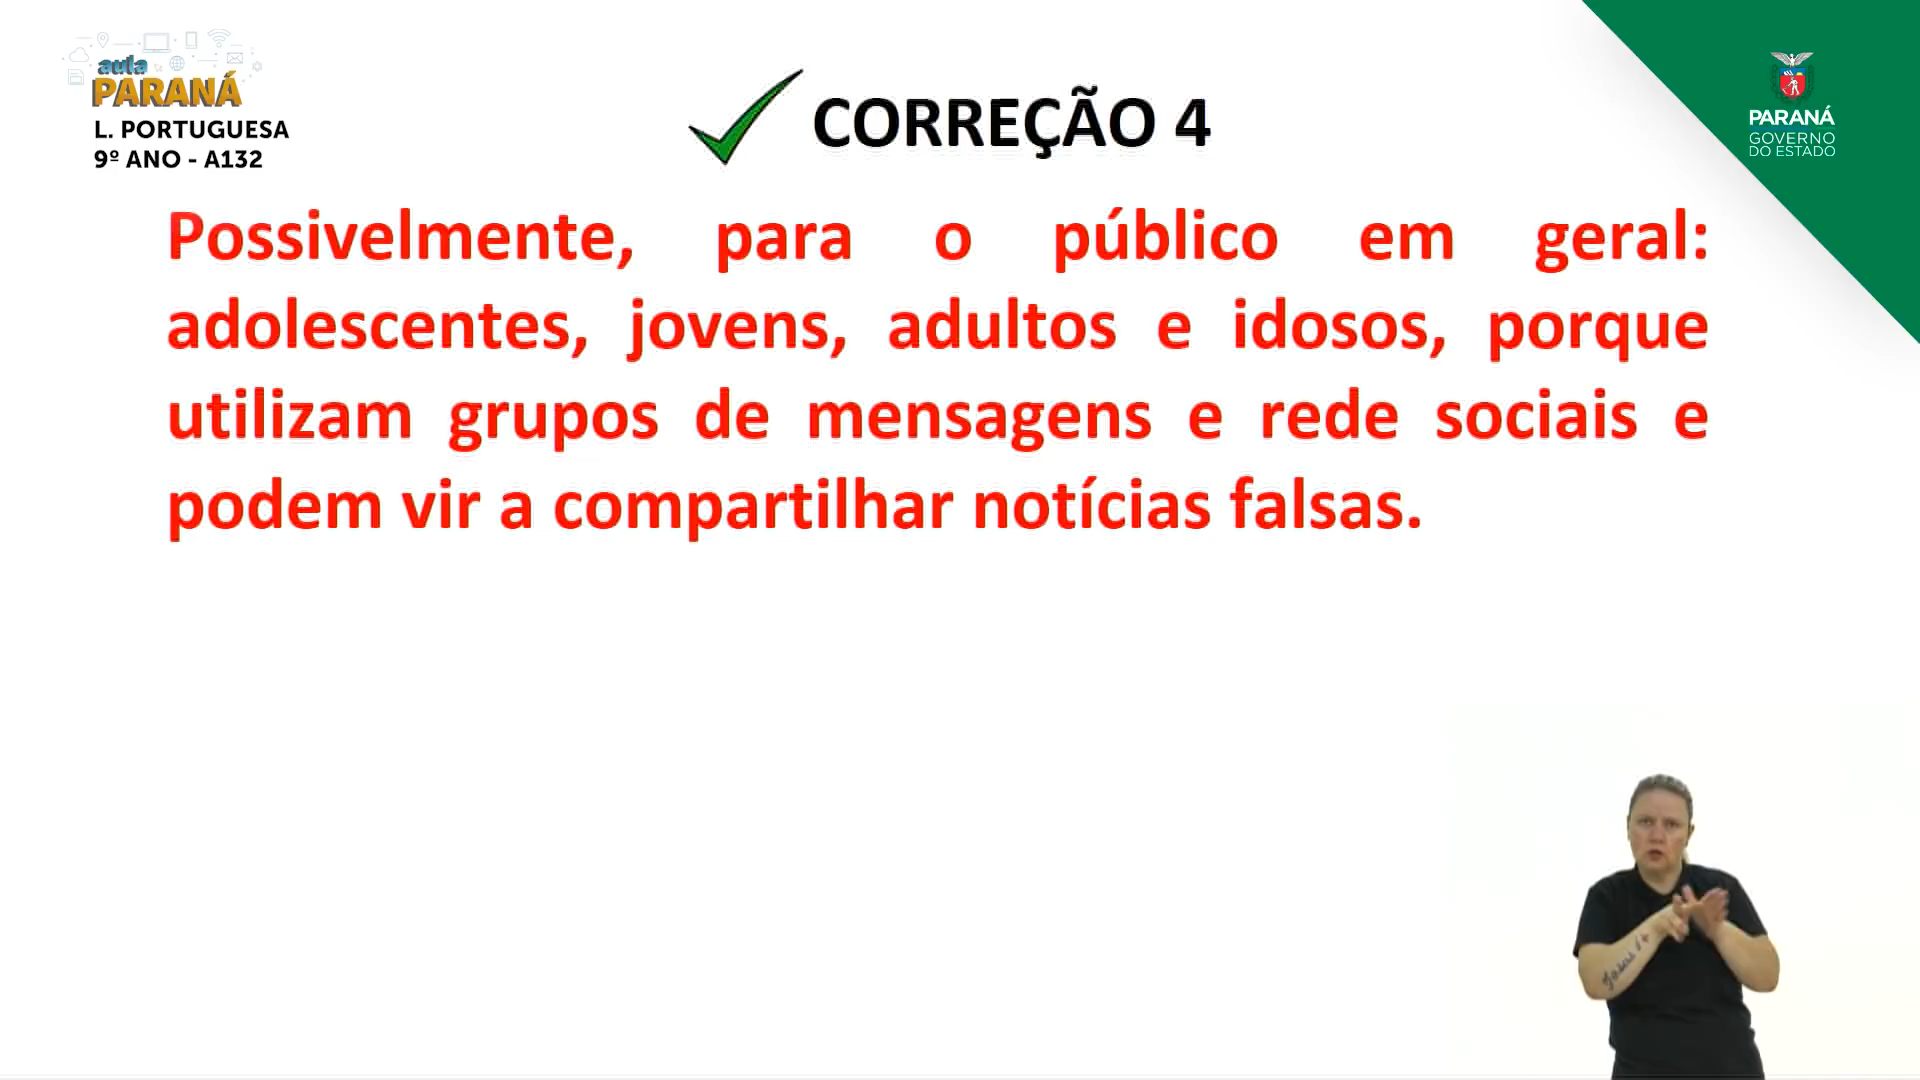 aula
PARANÁ
L. PORTUGUESA
9º ANO - A132
CORREÇÃO 4
PARANÁ
GOVERNO
DO ESTADO
Possivelmente, para o público em geral:
adolescentes, jovens, adultos e idosos, porque
utilizam grupos de mensagens e rede sociais e
podem vir a compartilhar notícias falsas.